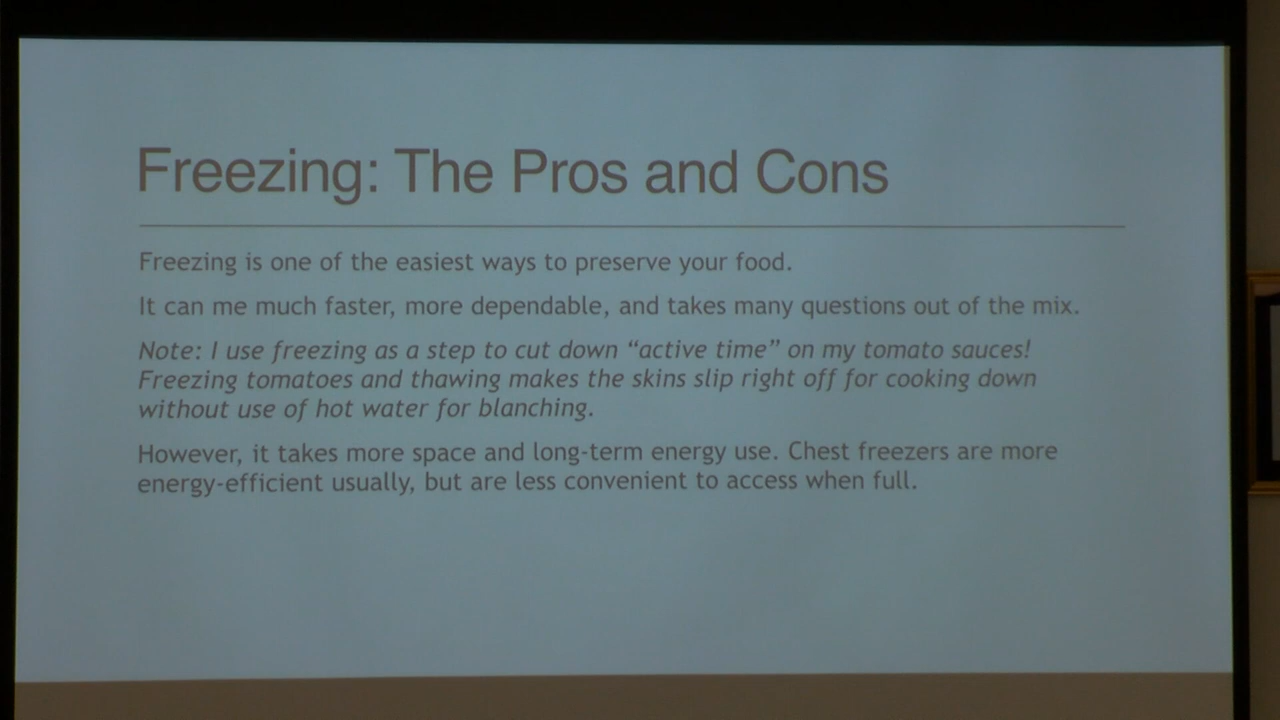 Freezing: The Pros and Cons
Freezing is one of the easiest ways to preserve your food.
It can me much faster, more dependable, and takes many questions out of the mix.
Note: I use freezing as a step to cut down “active time” on my tomato sauces!
Freezing tomatoes and thawing makes the skins slip right off for cooking down
without use of hot water for blanching.
However, it takes more space and long-term energy use. Chest freezers are more
energy-efficient usually, but are less convenient to access when full.